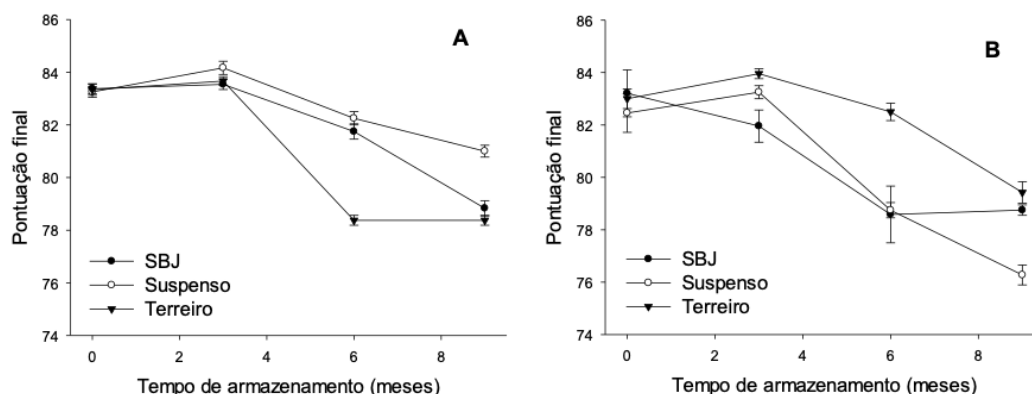 86
84
82
80
78
76
74
Pontuação final
A
SBJ
Suspenso
Terreiro
0 2 4 6 8
Tempo de armazenamento (meses)
86
84
82
80
78
76
74
Pontuação final
B
SBJ
Suspenso
Terreiro
0 2 4 6 8
Tempo de armazenamento (meses)